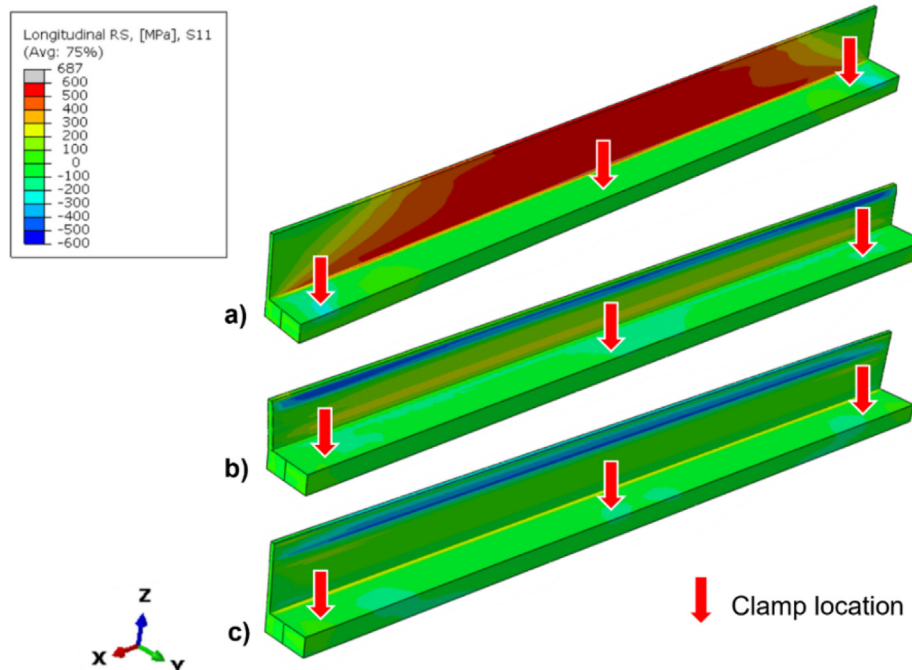 Longitudinal RS, [MPa], S11
(Avg: 75%)
687
600
500
400
300
200
100
0
-100
-200
-300
-400
-500
-600
a)
b)
c)
Z
X
Y
Clamp location